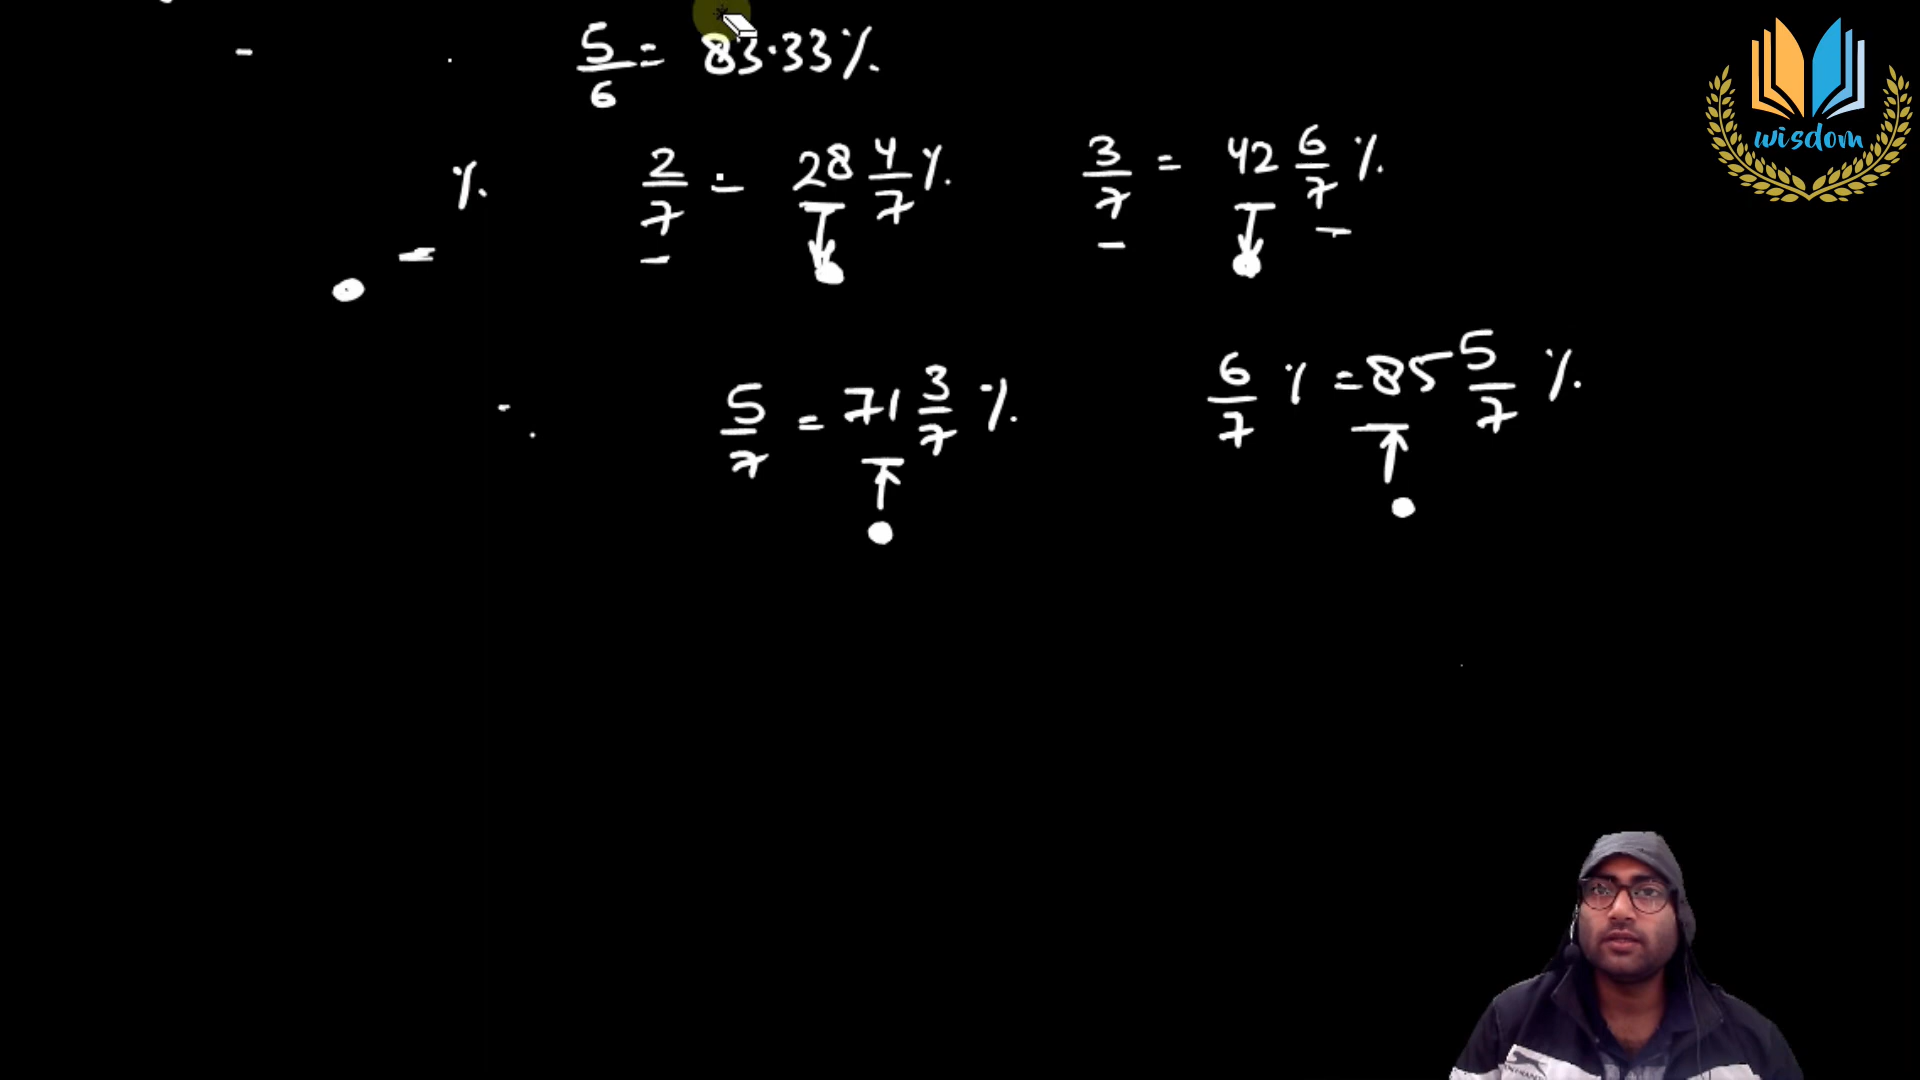 5/6 = 83.33%
% 2/7 = 28 4/7 % 3/7 = 42 6/7 %
5/7 = 71 3/7 % 6/7 % = 85 5/7 %
wisdom